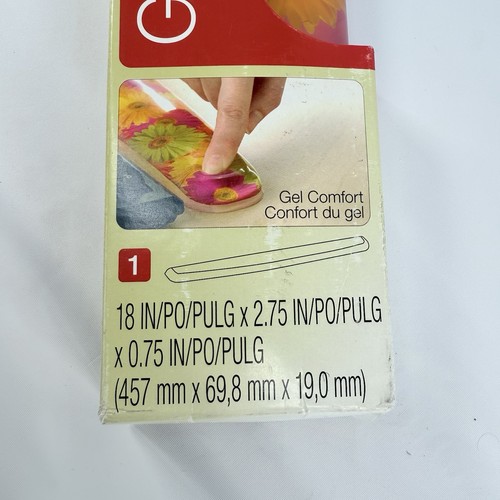 G
Gel Comfort
Confort du gel
1
18 IN/PO/PULG x 2.75 IN/PO/PULG
x 0.75 IN/PO/PULG
(457 mm x 69,8 mm x 19,0 mm)